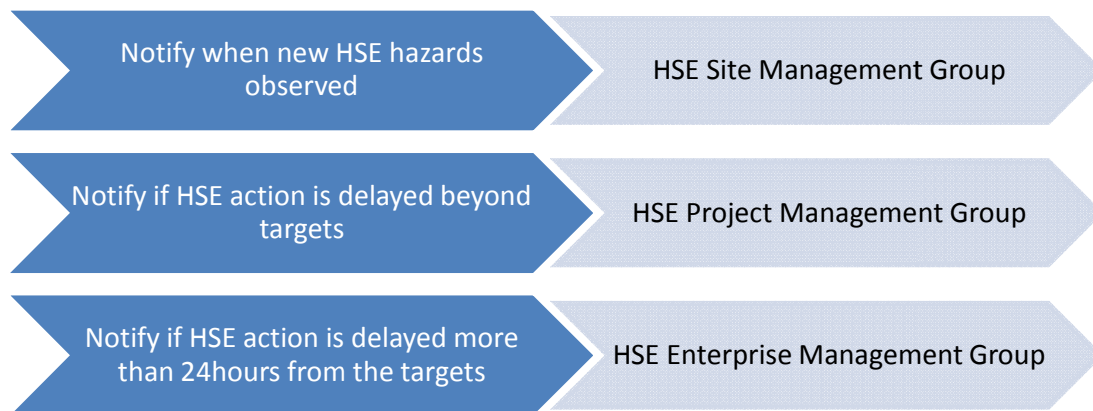 Notify when new HSE hazards
observed
HSE Site Management Group
Notify if HSE action is delayed beyond
targets
HSE Project Management Group
Notify if HSE action is delayed more
than 24hours from the targets
HSE Enterprise Management Group